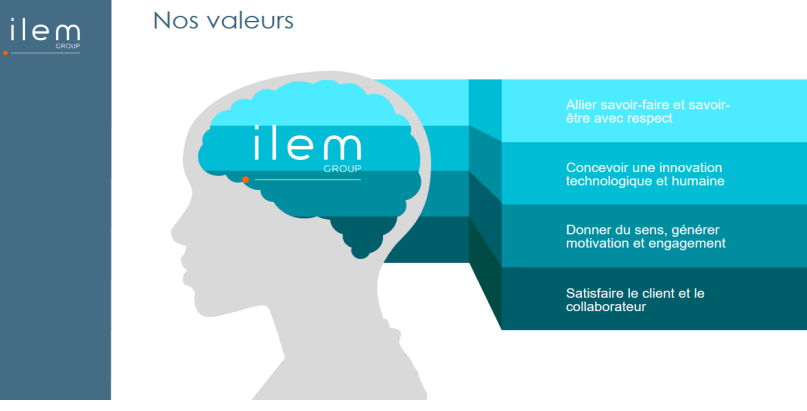 ilem
GROUP
Nos valeurs
ilem
GROUP
Allier savoir-faire et savoir-
être avec respect
Concevoir une innovation
technologique et humaine
Donner du sens, générer
motivation et engagement
Satisfaire le client et le
collaborateur